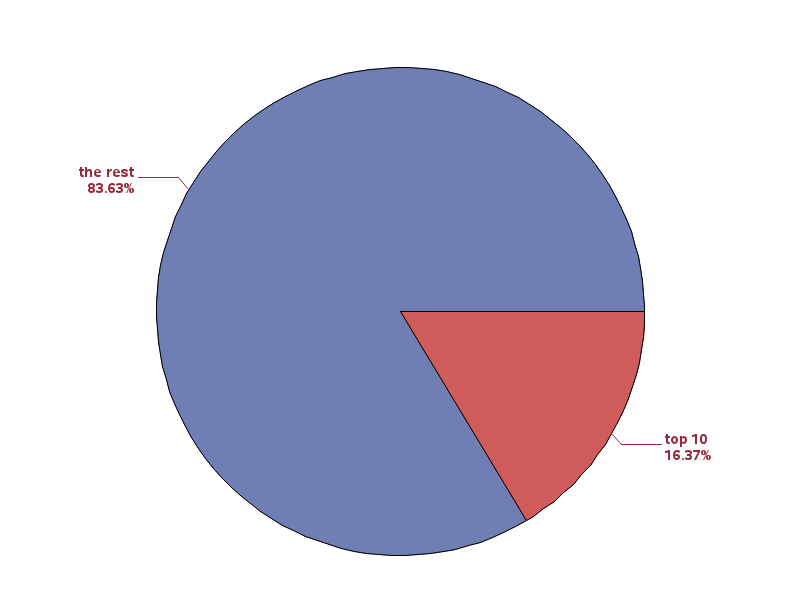 the rest
83.63%
top 10
16.37%